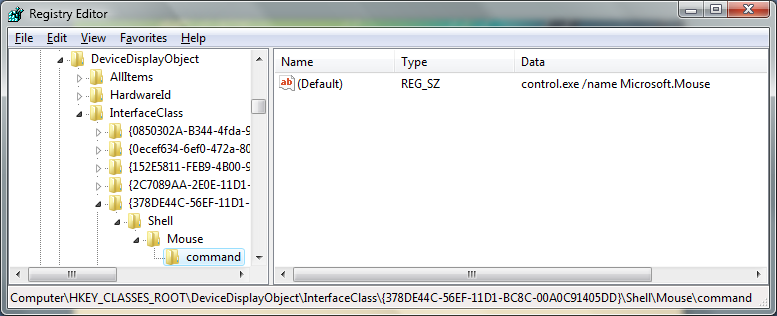 Registry Editor
File Edit View Favorites Help
DeviceDisplayObject
AllItems
HardwareId
InterfaceClass
{0850302A-B344-4fda-9
{0ecef634-6ef0-472a-80
{152E5811-FEB9-4B00-9
{2C7089AA-2E0E-11D1-
{378DE44C-56EF-11D1-
Shell
Mouse
command
Name Type Data
ab (Default) REG_SZ control.exe /name Microsoft.Mouse
Computer\HKEY_CLASSES_ROOT\DeviceDisplayObject\InterfaceClass\{378DE44C-56EF-11D1-BC8C-00A0C91405DD}\Shell\Mouse\command